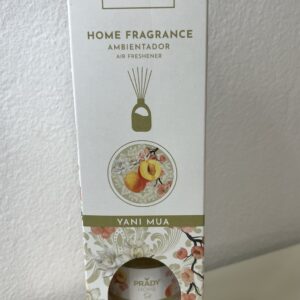 HOME FRAGRANCE
AMBIENTADOR
AIR FRESHENER
YANI MUA
PRADY